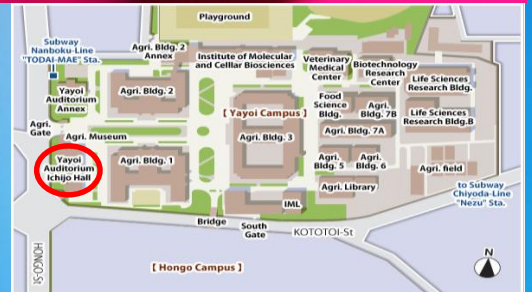 Playground
Subway
Nanboku-Line
"TODAI-MAE" Sta.
Agri. Bldg. 2
Annex
Institute of Molecular
and Celllar Biosciences
Veterinary
Medical
Center
Biotechnology
Research
Center
Life Sciences
Research Bldg.
Yayoi
Auditorium
Annex
Agri. Bldg. 2
[ Yayoi Campus ]
Food
Science
Bldg.
Agri.
Bldg. 7B
Life Sciences
Research Bldg.B
Agri.
Gate
Agri. Museum
Agri. Bldg. 3
Agri. Bldg. 7A
Yayoi
Auditorium
Ichijo Hall
Agri. Bldg. 1
Agri.
Bldg. 5
Agri.
Bldg. 6
Agri. field
Agri. Library
to Subway
Chiyoda-Line
"Nezu" Sta.
IML
Bridge
South
Gate
KOTOTOI-St
HONGO-St
[ Hongo Campus ]
N